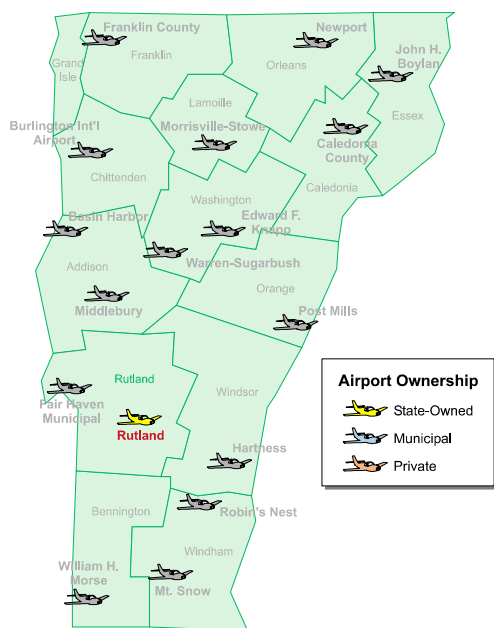 Franklin County
Newport
Grand
Isle
Franklin
Orleans
John H.
Boylan
Lamoille
Essex
Burlington Int'l
Airport
Morrisville-Stowe
Caledonia
County
Chittenden
Caledonia
Washington
Basin Harbor
Edward F.
Knapp
Addison
Warren-Sugarbush
Orange
Middlebury
Post Mills
Rutland
Windsor
Fair Haven
Municipal
Rutland
Hartness
Bennington
Robin's Nest
Windham
William H.
Morse
Mt. Snow
Airport Ownership
State-Owned
Municipal
Private